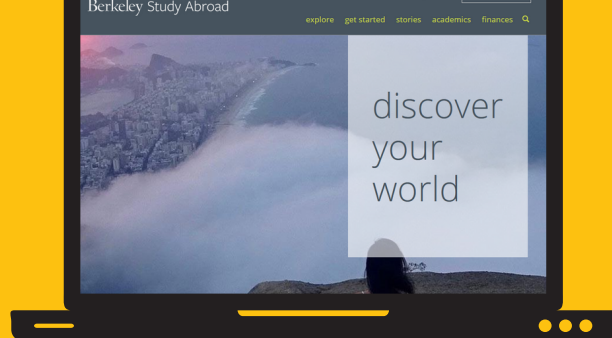 Berkeley Study Abroad
explore get started stories academics finances
discover
your
world